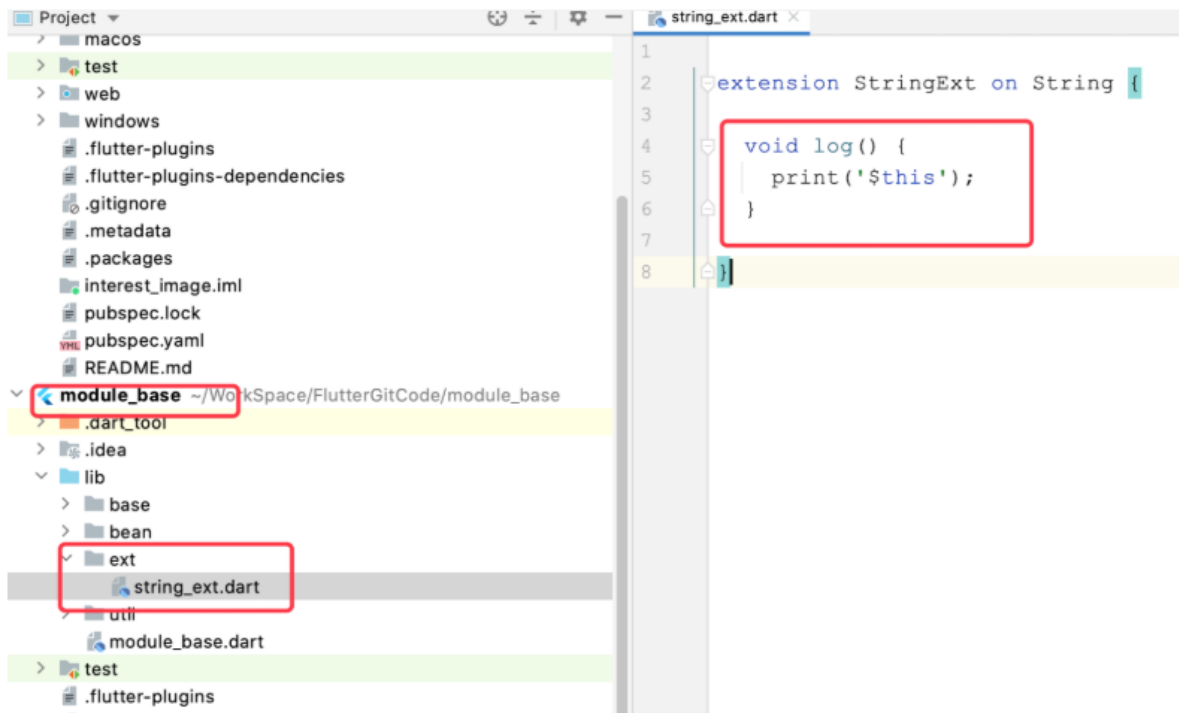 Project
macos
test
web
windows
.flutter-plugins
.flutter-plugins-dependencies
.gitignore
.metadata
.packages
interest_image.iml
pubspec.lock
pubspec.yaml
README.md
module_base ~/WorkSpace/FlutterGitCode/module_base
.dart_tool
.idea
lib
base
bean
ext
string_ext.dart
util
module_base.dart
test
.flutter-plugins
string_ext.dart
1
2 extension StringExt on String {
3
4 void log() {
5 print('$this');
6 }
7
8 }